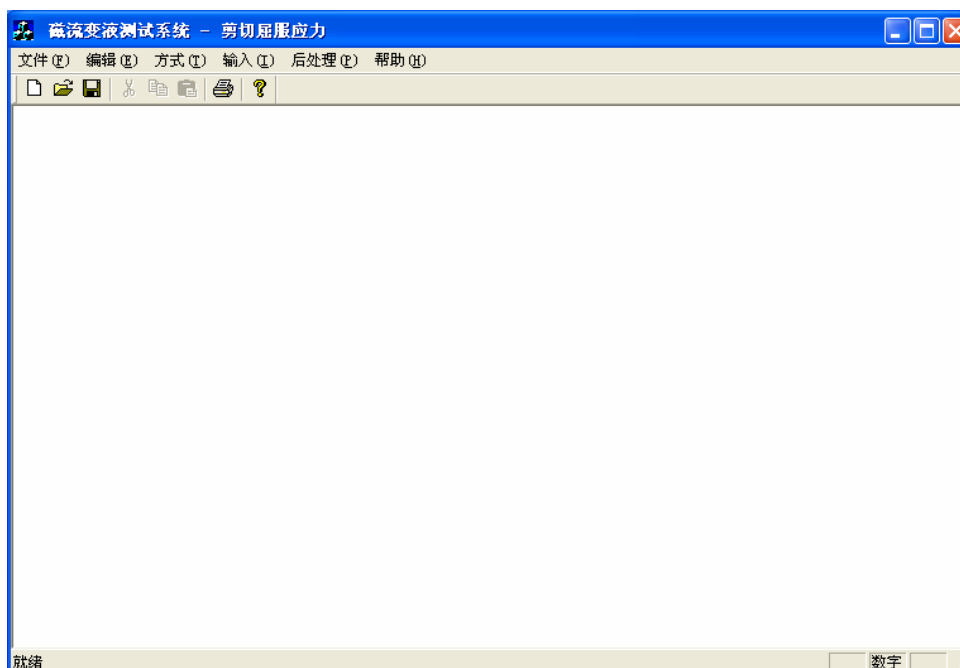 磁流变液测试系统 - 剪切屈服应力
文件(F) 编辑(E) 方式(T) 输入(I) 后处理(P) 帮助(H)
就绪 数字